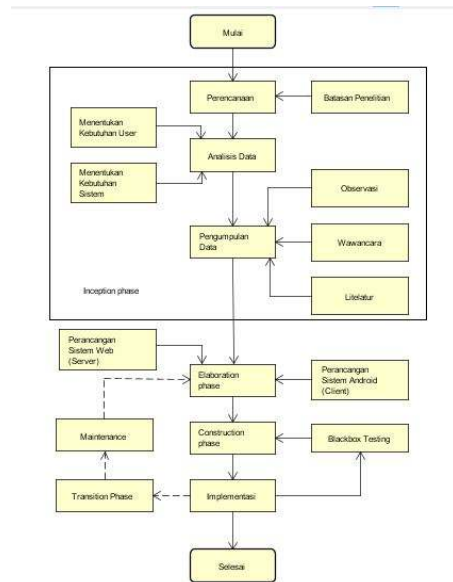 Mulai
Perencanaan
Batasan Penelitian
Menentukan
Kebutuhan User
Analisis Data
Menentukan
Kebutuhan
Sistem
Observasi
Pengumpulan
Data
Wawancara
Litelatur
Inception phase
Perancangan
Sistem Web
(Server)
Elaboration
phase
Perancangan
Sistem Android
(Client)
Maintenance
Construction
phase
Blackbox Testing
Transition Phase
Implementasi
Selesai